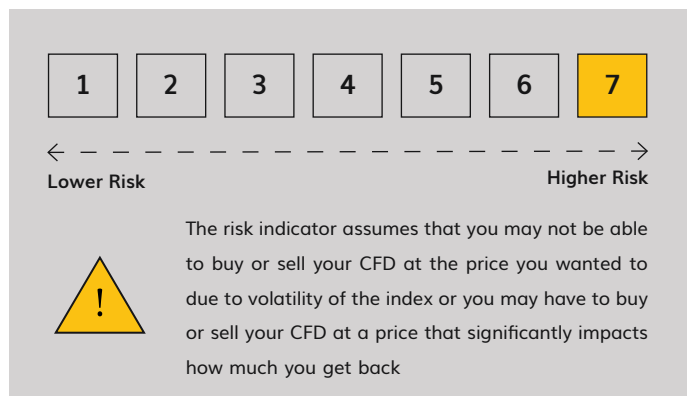 1 2 3 4 5 6 7
Lower Risk Higher Risk
The risk indicator assumes that you may not be able
to buy or sell your CFD at the price you wanted to
due to volatility of the index or you may have to buy
or sell your CFD at a price that significantly impacts
how much you get back
!